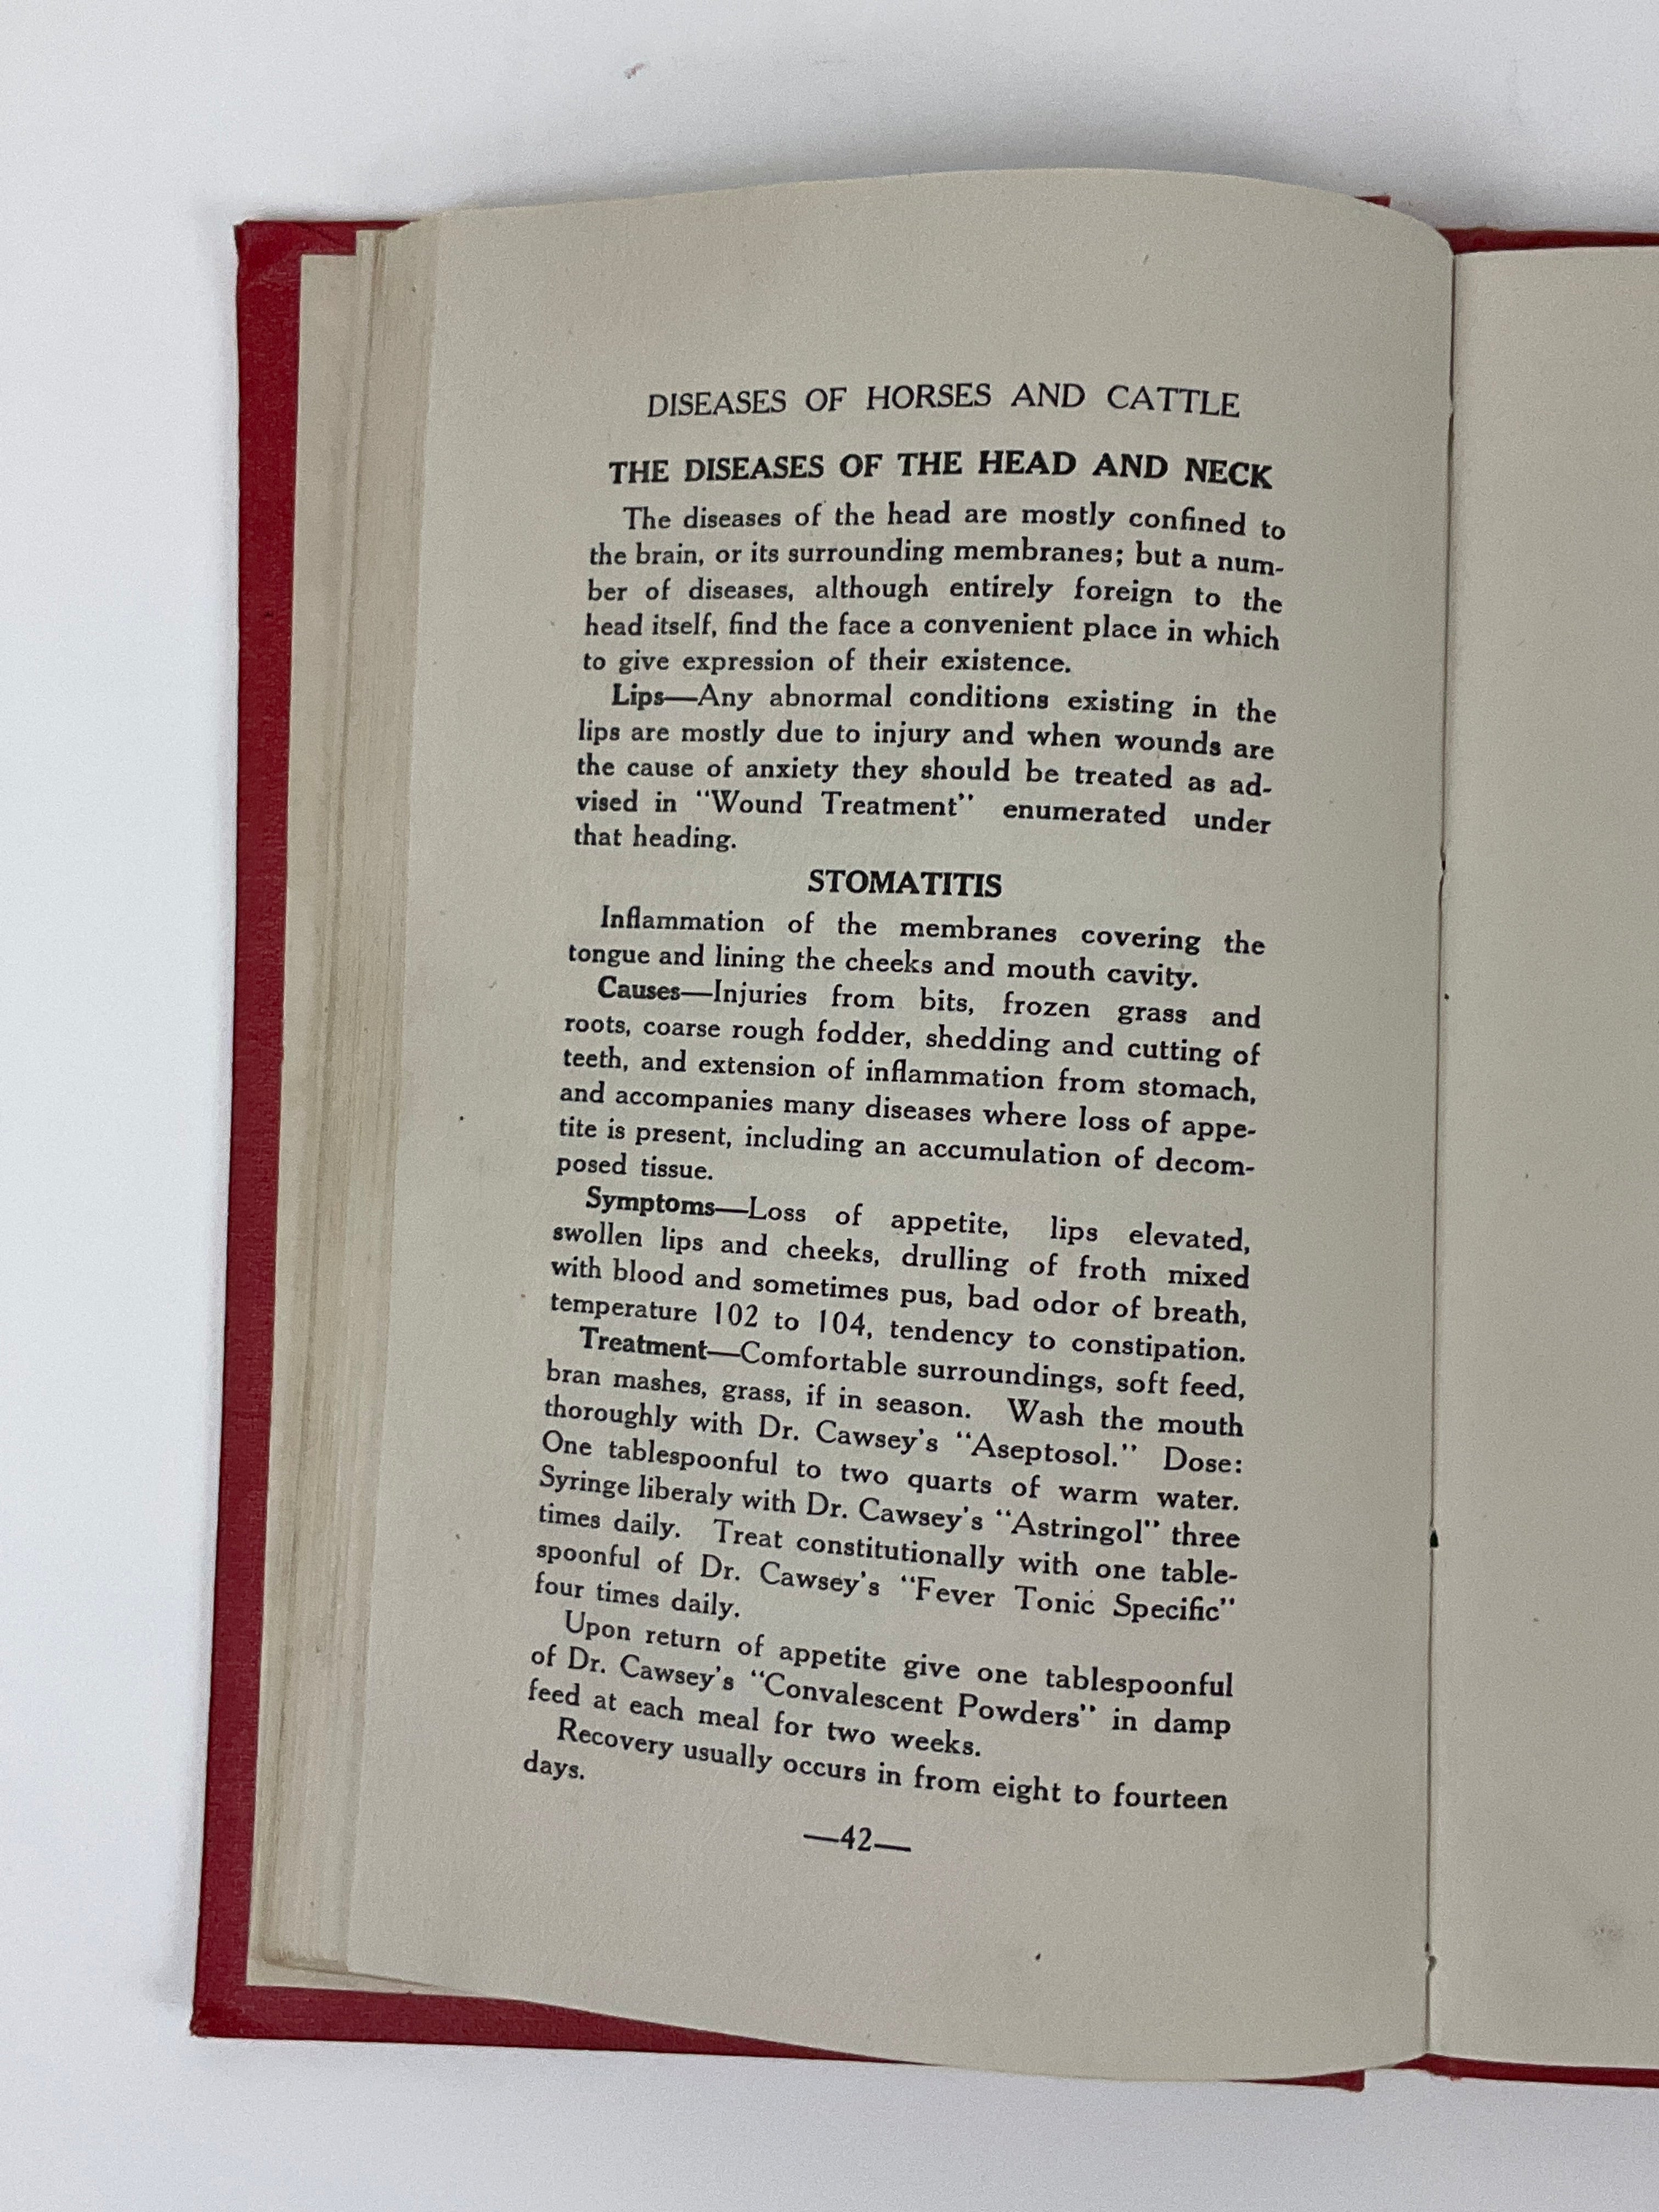 DISEASES OF HORSES AND CATTLE
THE DISEASES OF THE HEAD AND NECK
The diseases of the head are mostly confined to
the brain, or its surrounding membranes; but a num-
ber of diseases, although entirely foreign to the
head itself, find the face a convenient place in which
to give expression of their existence.
Lips—Any abnormal conditions existing in the
lips are mostly due to injury and when wounds are
the cause of anxiety they should be treated as ad-
vised in "Wound Treatment" enumerated under
that heading.
STOMATITIS
Inflammation of the membranes covering the
tongue and lining the cheeks and mouth cavity.
Causes—Injuries from bits, frozen grass and
roots, coarse rough fodder, shedding and cutting of
teeth, and extension of inflammation from stomach,
and accompanies many diseases where loss of appe-
tite is present, including an accumulation of decom-
posed tissue.
Symptoms—Loss of appetite, lips elevated,
swollen lips and cheeks, drulling of froth mixed
with blood and sometimes pus, bad odor of breath,
temperature 102 to 104, tendency to constipation.
Treatment—Comfortable surroundings, soft feed,
bran mashes, grass, if in season. Wash the mouth
thoroughly with Dr. Cawsey's "Aseptosol." Dose:
One tablespoonful to two quarts of warm water.
Syringe liberaly with Dr. Cawsey's "Astringol" three
times daily. Treat constitutionally with one table-
spoonful of Dr. Cawsey's "Fever Tonic Specific"
four times daily.
Upon return of appetite give one tablespoonful
of Dr. Cawsey's "Convalescent Powders" in damp
feed at each meal for two weeks.
Recovery usually occurs in from eight to fourteen
days.
—42—